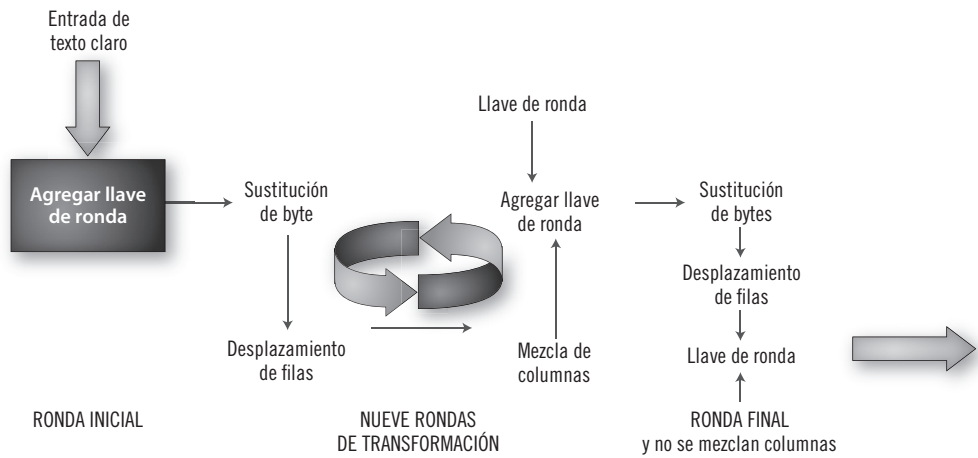 Entrada de
texto claro
Agregar llave
de ronda
Sustitución
de byte
Desplazamiento
de filas
Llave de ronda
Agregar llave
de ronda
Mezcla de
columnas
Sustitución
de bytes
Desplazamiento
de filas
Llave de ronda
RONDA INICIAL
NUEVE RONDAS
DE TRANSFORMACIÓN
RONDA FINAL
y no se mezclan columnas